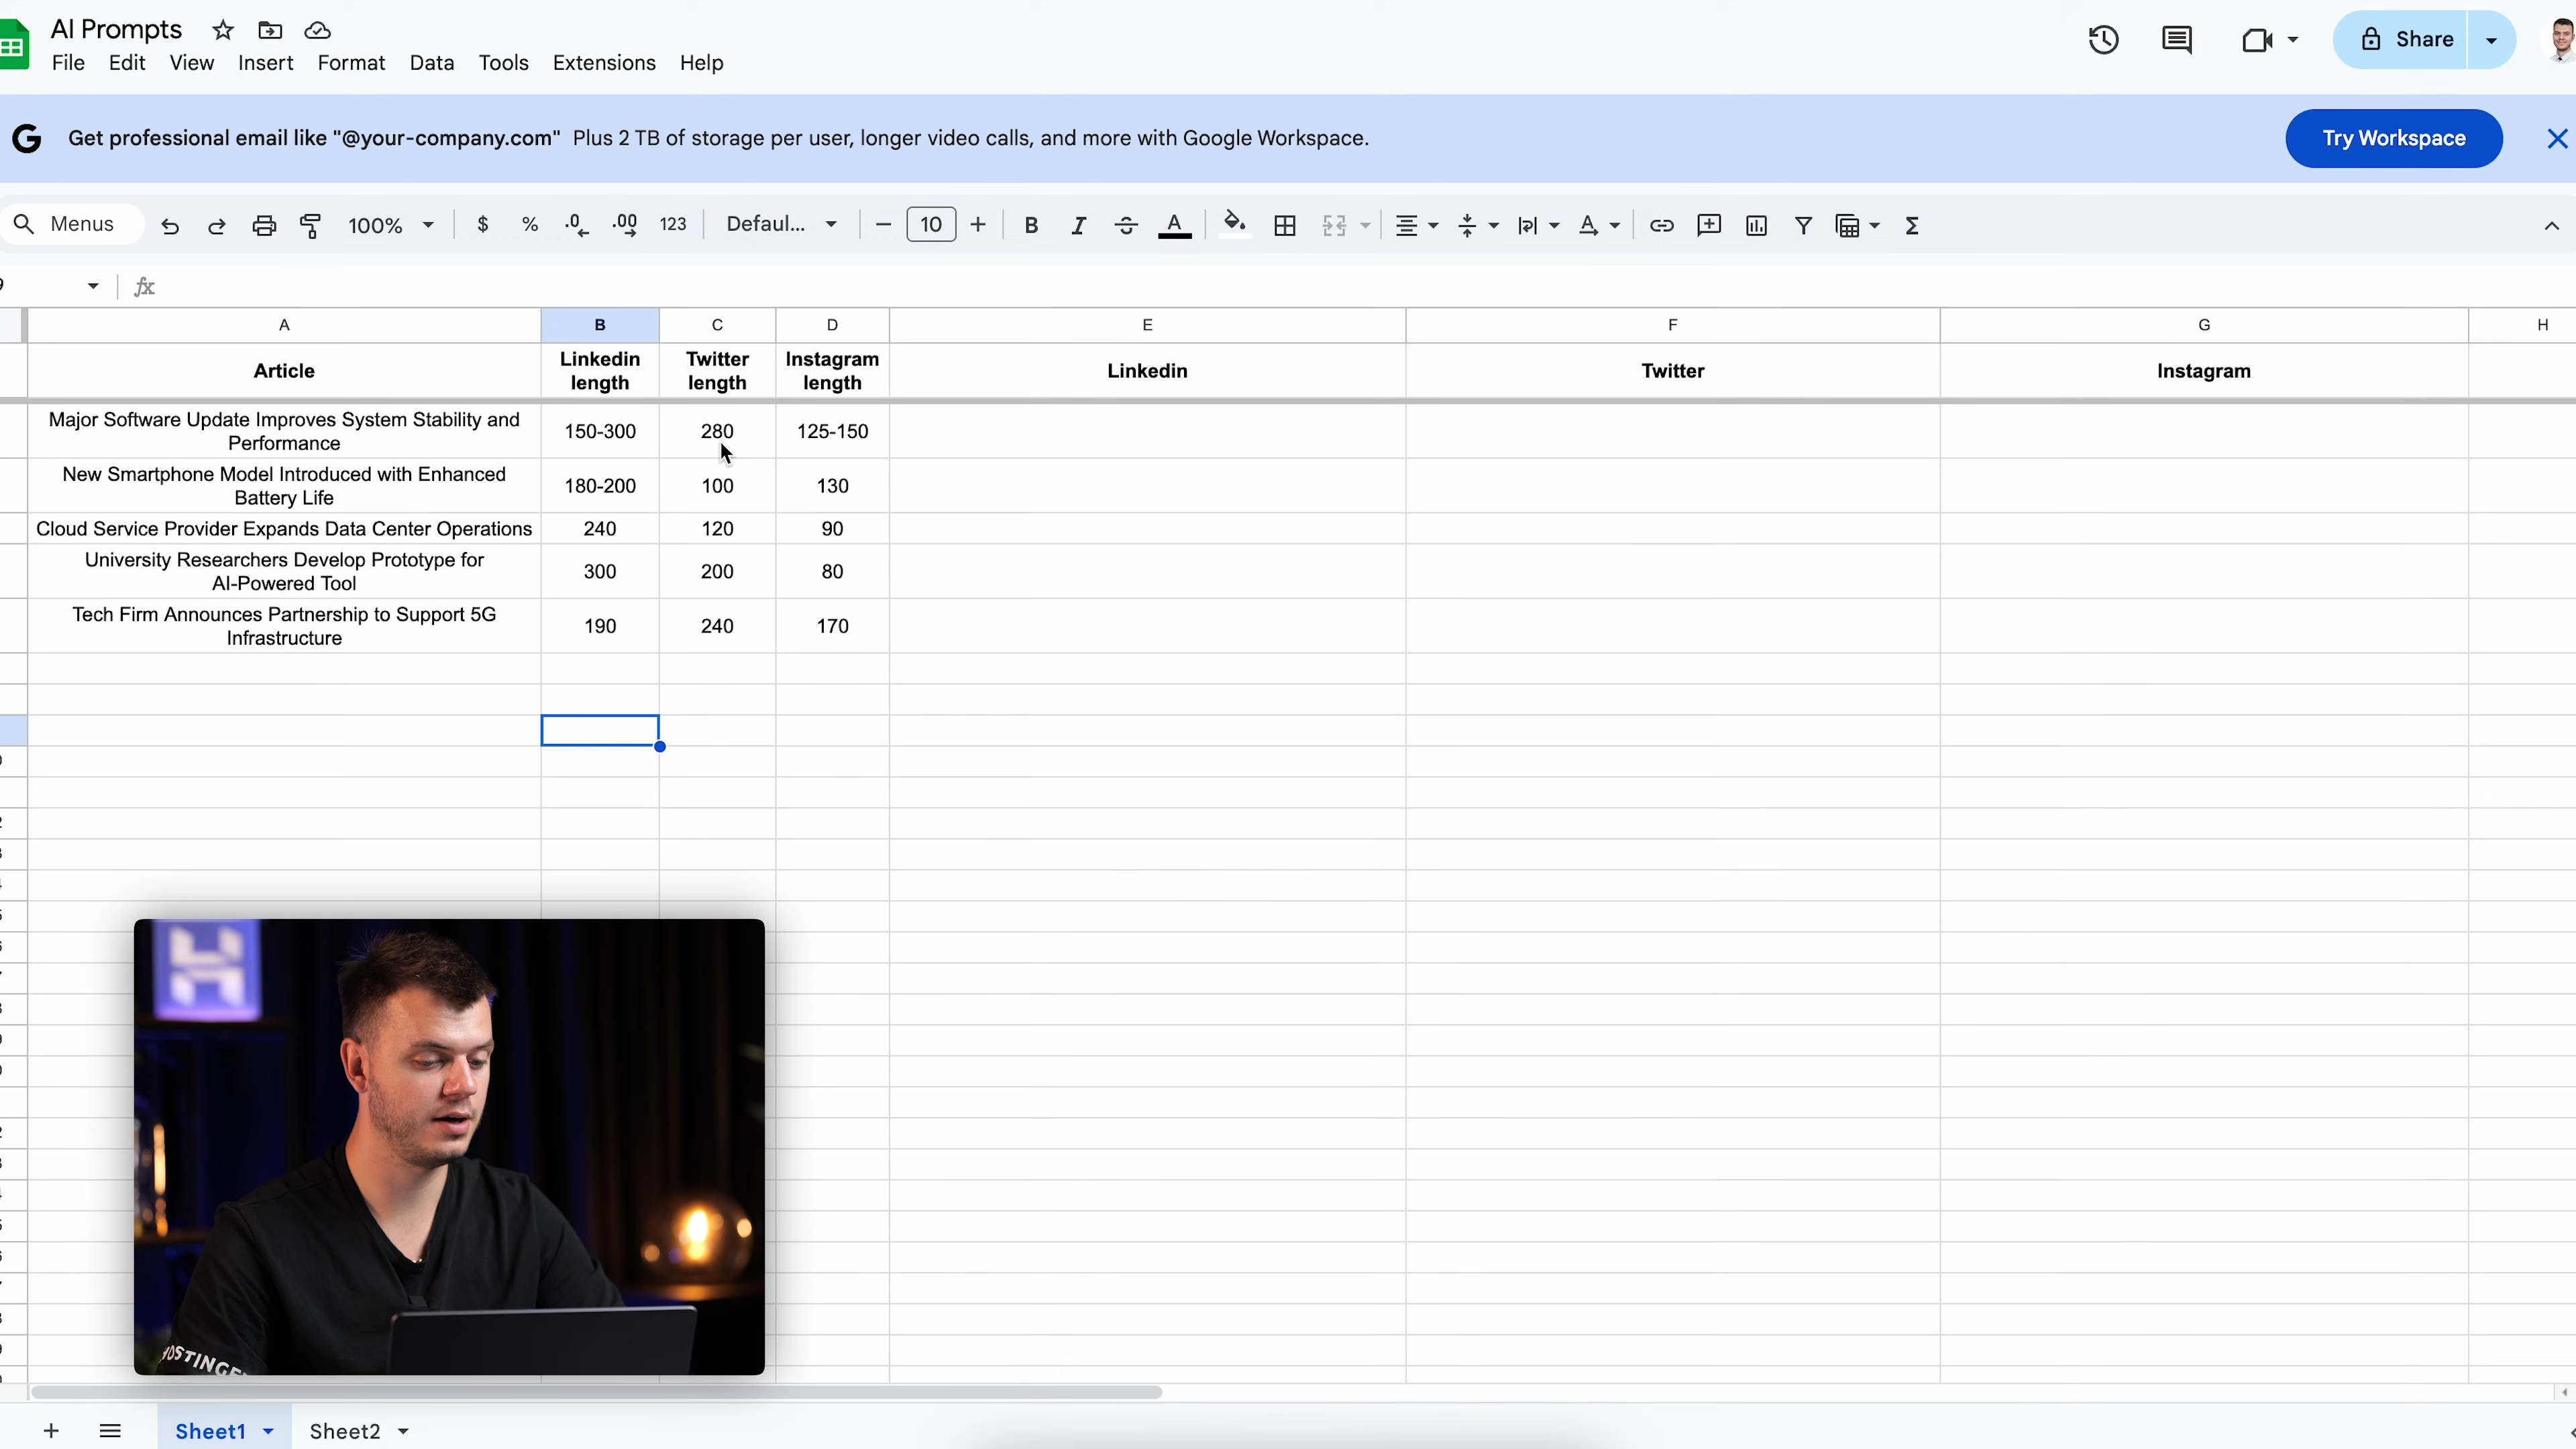 AI Prompts
File Edit View Insert Format Data Tools Extensions Help
Share
Get professional email like "@your-company.com" Plus 2 TB of storage per user, longer video calls, and more with Google Workspace.
Try Workspace
Menus 100% $ % .0 .00 123 Defaul... 10 B I A Σ
fx
A B C D E F G H
Article
Linkedin
length
Twitter
length
Instagram
length
Linkedin
Twitter
Instagram
Major Software Update Improves System Stability and
Performance
150-300 280 125-150
New Smartphone Model Introduced with Enhanced
Battery Life
180-200 100 130
Cloud Service Provider Expands Data Center Operations 240 120 90
University Researchers Develop Prototype for
AI-Powered Tool
300 200 80
Tech Firm Announces Partnership to Support 5G
Infrastructure
190 240 170
Sheet1 Sheet2